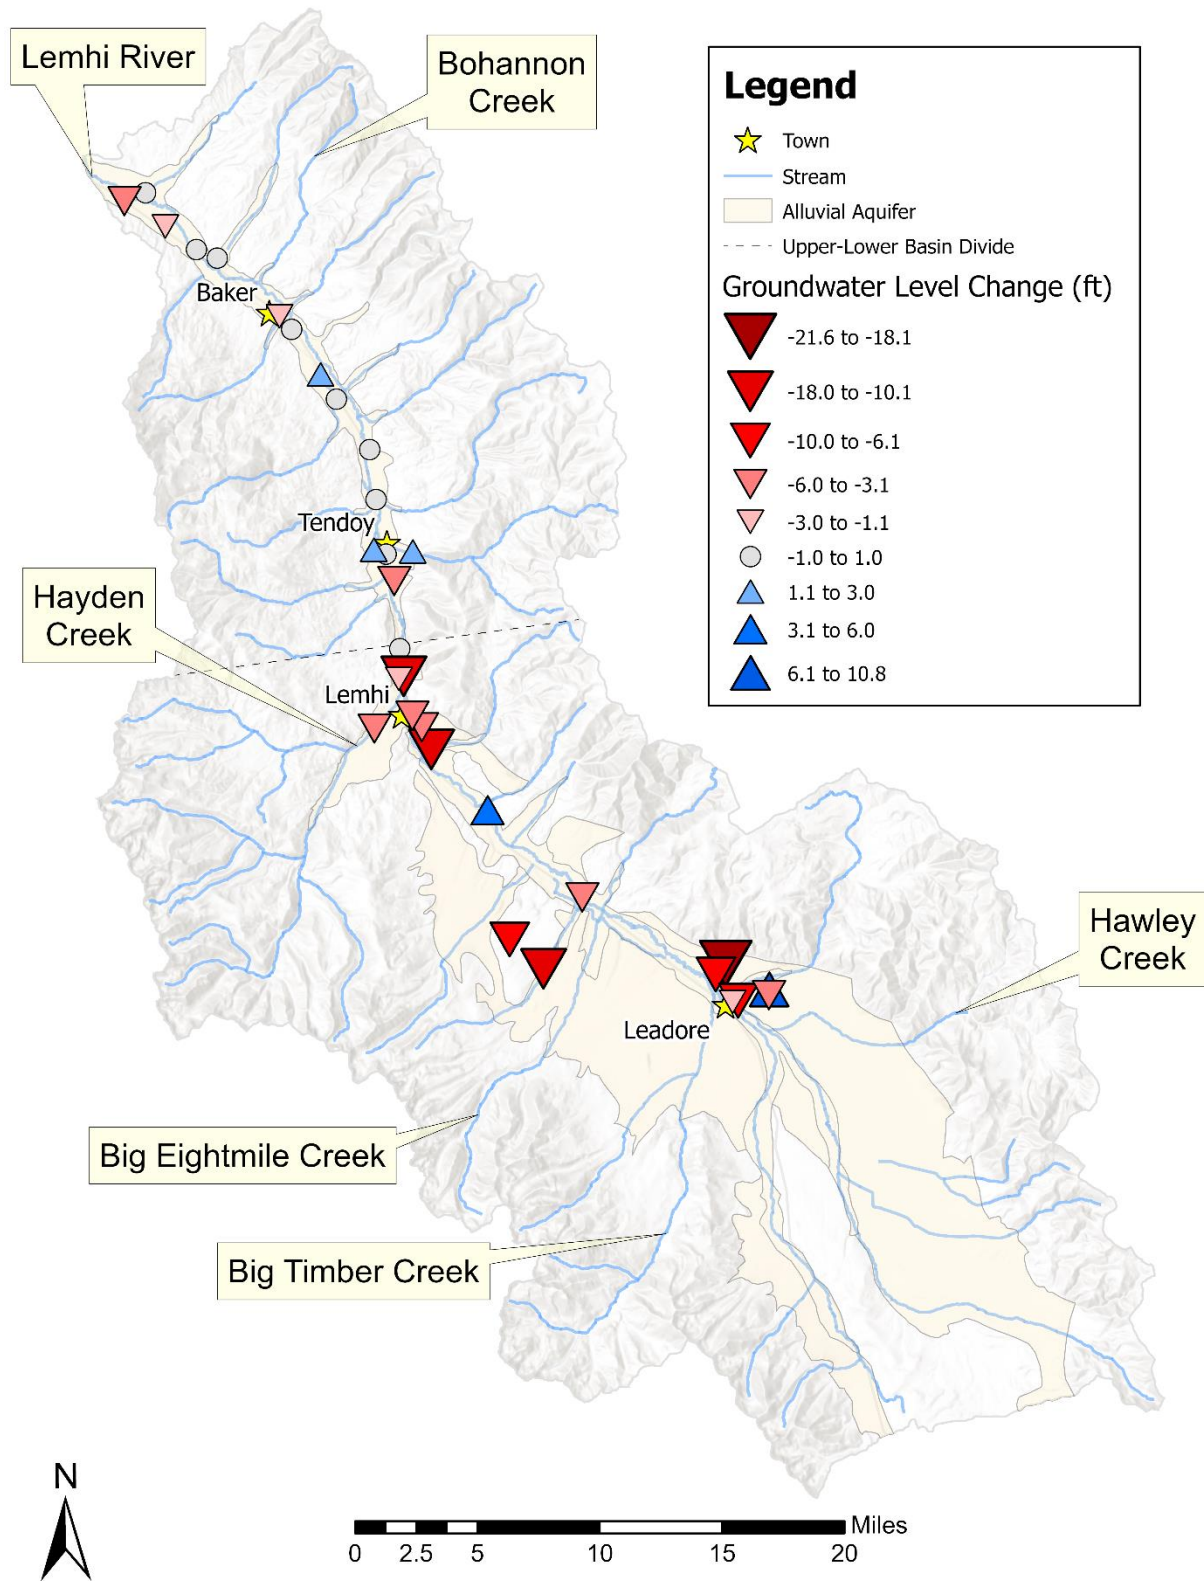 Lemhi River
Bohannon
Creek
Legend
Town
Stream
Alluvial Aquifer
Upper-Lower Basin Divide
Groundwater Level Change (ft)
-21.6 to -18.1
-18.0 to -10.1
-10.0 to -6.1
-6.0 to -3.1
-3.0 to -1.1
-1.0 to 1.0
1.1 to 3.0
3.1 to 6.0
6.1 to 10.8
Baker
Tendoy
Hayden
Creek
Lemhi
Hawley
Creek
Leadore
Big Eightmile Creek
Big Timber Creek
N
Miles
0 2.5 5 10 15 20